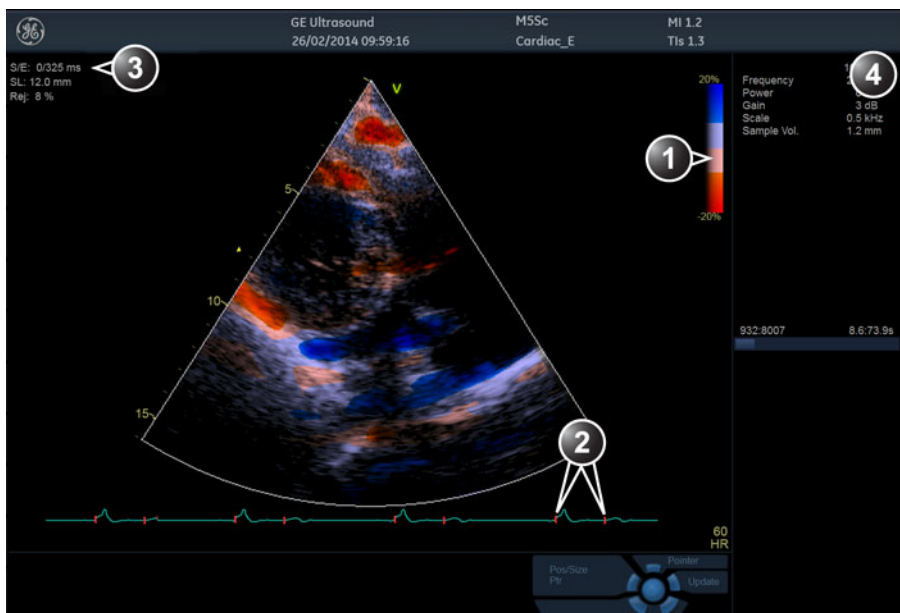 GE Ultrasound
26/02/2014 09:59:16
M5Sc
Cardiac_E
MI 1.2
TIs 1.3
S/E: 0/325 ms
SL: 12.0 mm
Rej: 8 %
3
V
20%
-20%
1
4
Frequency
Power
Gain 3 dB
Scale 0.5 kHz
Sample Vol. 1.2 mm
5
10
15
932:8007 8.6:73.9s
2
60
HR
Pos/Size
Ptr
Pointer
Update